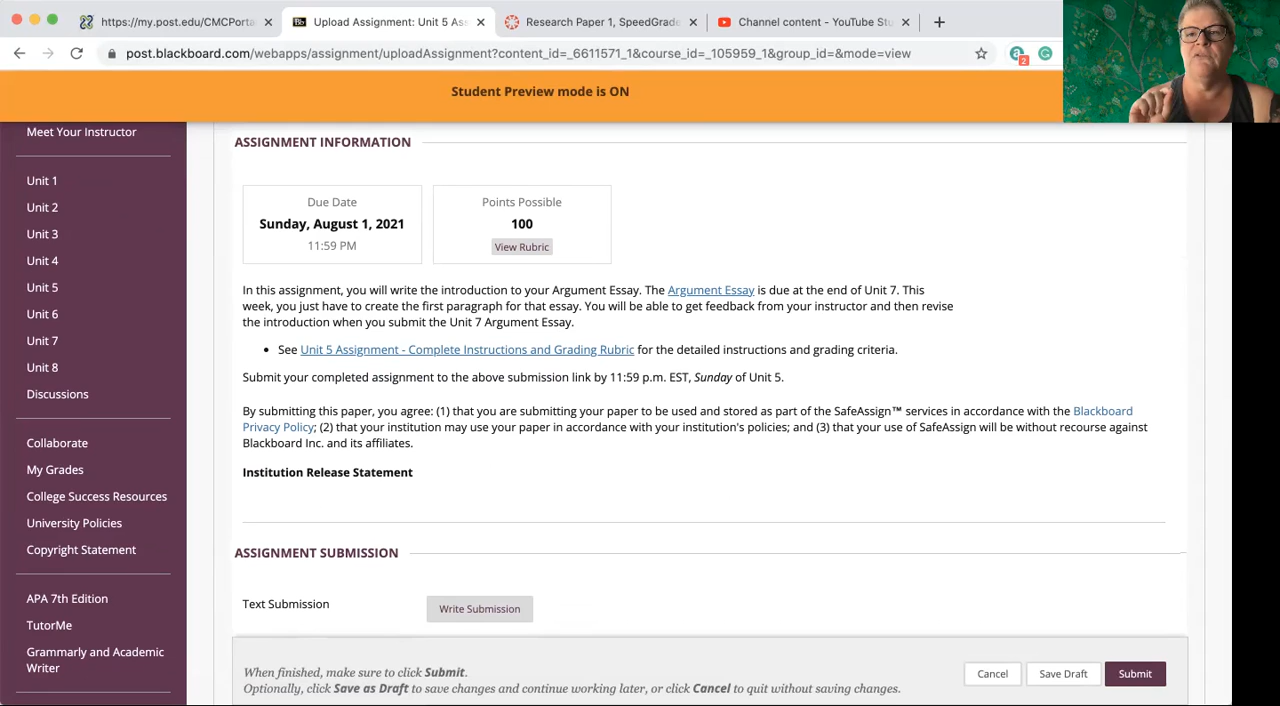 https://my.post.edu/CMCPorta
Bb
Upload Assignment: Unit 5 Ass
Research Paper 1, SpeedGrade
Channel content - YouTube Stu
post.blackboard.com/webapps/assignment/uploadAssignment?content_id=_6611571_1&course_id=_105959_1&group_id=&mode=view
2
Student Preview mode is ON
Meet Your Instructor
Unit 1
Unit 2
Unit 3
Unit 4
Unit 5
Unit 6
Unit 7
Unit 8
Discussions
Collaborate
My Grades
College Success Resources
University Policies
Copyright Statement
APA 7th Edition
TutorMe
Grammarly and Academic
Writer
ASSIGNMENT INFORMATION
Due Date
Sunday, August 1, 2021
11:59 PM
Points Possible
100
View Rubric
In this assignment, you will write the introduction to your Argument Essay. The Argument Essay is due at the end of Unit 7. This
week, you just have to create the first paragraph for that essay. You will be able to get feedback from your instructor and then revise
the introduction when you submit the Unit 7 Argument Essay.
• See Unit 5 Assignment - Complete Instructions and Grading Rubric for the detailed instructions and grading criteria.
Submit your completed assignment to the above submission link by 11:59 p.m. EST, Sunday of Unit 5.
By submitting this paper, you agree: (1) that you are submitting your paper to be used and stored as part of the SafeAssign™ services in accordance with the Blackboard
Privacy Policy; (2) that your institution may use your paper in accordance with your institution's policies; and (3) that your use of SafeAssign will be without recourse against
Blackboard Inc. and its affiliates.
Institution Release Statement
ASSIGNMENT SUBMISSION
Text Submission
Write Submission
When finished, make sure to click Submit.
Optionally, click Save as Draft to save changes and continue working later, or click Cancel to quit without saving changes.
Cancel
Save Draft
Submit